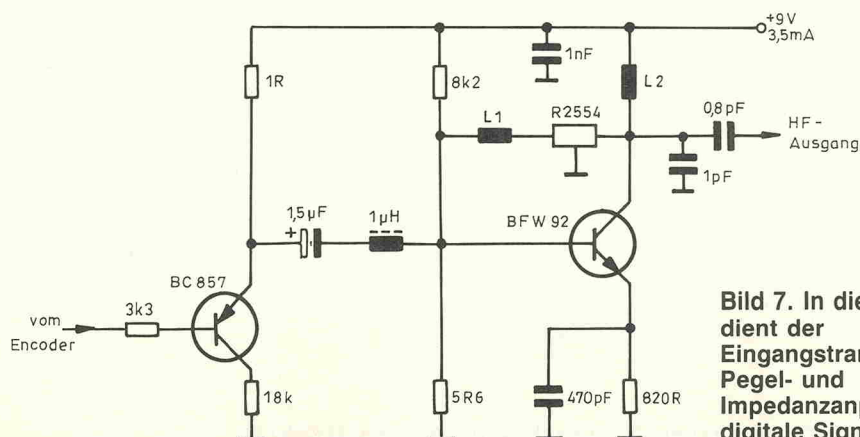 +9V
3,5mA
1nF
1R
8k2
L2
L1
R2554
0,8pF
HF-
Ausgang
1pF
1,5µF
+
1µH
BFW 92
BC 857
3k3
vom
Encoder
18k
5R6
470pF
820R
Bild 7. In die
dient der
Eingangstran
Pegel- und
Impedanzanp
digitale Sign